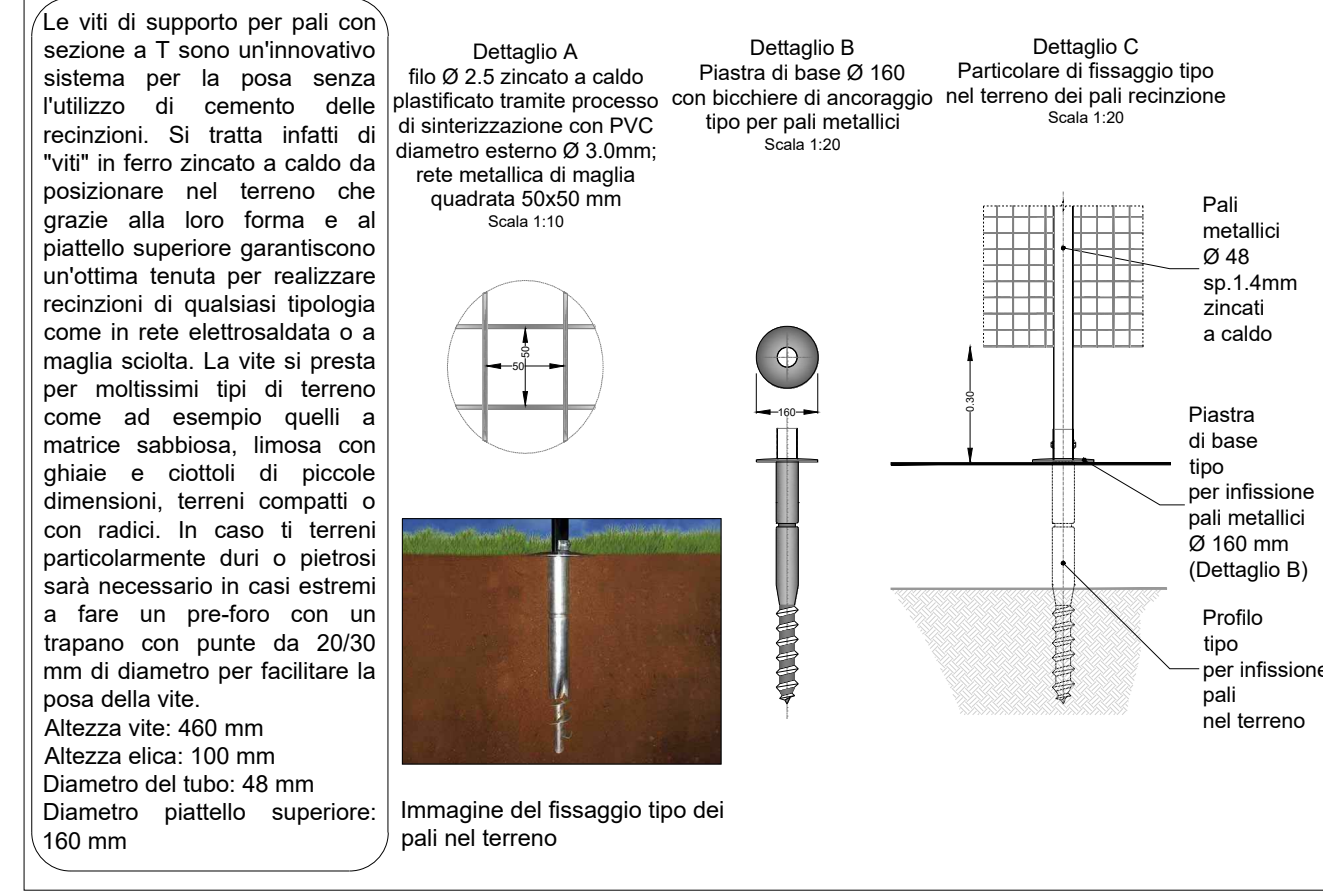 Le viti di supporto per pali con
sezione a T sono un'innovativo
sistema per la posa senza
l'utilizzo di cemento delle
recinzioni. Si tratta infatti di
"viti" in ferro zincato a caldo da
posizionare nel terreno che
grazie alla loro forma e al
piattello superiore garantiscono
un'ottima tenuta per realizzare
recinzioni di qualsiasi tipologia
come in rete elettrosaldata o a
maglia sciolta. La vite si presta
per moltissimi tipi di terreno
come ad esempio quelli a
matrice sabbiosa, limosa con
ghiaie e ciottoli di piccole
dimensioni, terreni compatti o
con radici. In caso ti terreni
particolarmente duri o pietrosi
sarà necessario in casi estremi
a fare un pre-foro con un
trapano con punte da 20/30
mm di diametro per facilitare la
posa della vite.
Altezza vite: 460 mm
Altezza elica: 100 mm
Diametro del tubo: 48 mm
Diametro piattello superiore:
160 mm
Dettaglio A
filo Ø 2.5 zincato a caldo
plastificato tramite processo
di sinterizzazione con PVC
diametro esterno Ø 3.0mm;
rete metallica di maglia
quadrata 50x50 mm
Scala 1:10
50
50
Immagine del fissaggio tipo dei
pali nel terreno
Dettaglio B
Piastra di base Ø 160
con bicchiere di ancoraggio
tipo per pali metallici
Scala 1:20
160
Dettaglio C
Particolare di fissaggio tipo
nel terreno dei pali recinzione
Scala 1:20
0.30
Pali
metallici
Ø 48
sp.1.4mm
zincati
a caldo
Piastra
di base
tipo
per infissione
pali metallici
Ø 160 mm
(Dettaglio B)
Profilo
tipo
per infissione
pali
nel terreno